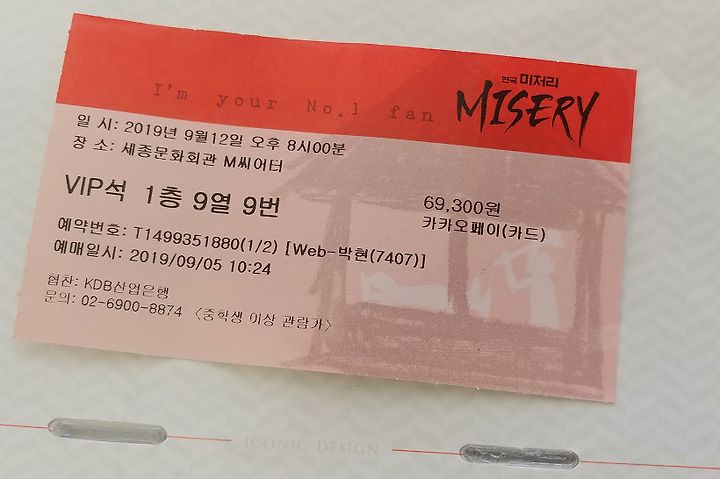 연극 미저리
MISERY
I'm your No.1 fan
일 시: 2019년 9월12일 오후 8시00분
장 소: 세종문화회관 M씨어터
VIP석 1층 9열 9번
69,300원
카카오페이(카드)
예약번호: T1499351880(1/2) [Web-박현(7407)]
예매일시: 2019/09/05 10:24
협찬: KDB산업은행
문의: 02-6900-8874 <중학생 이상 관람가>
ICONIC DESIGN